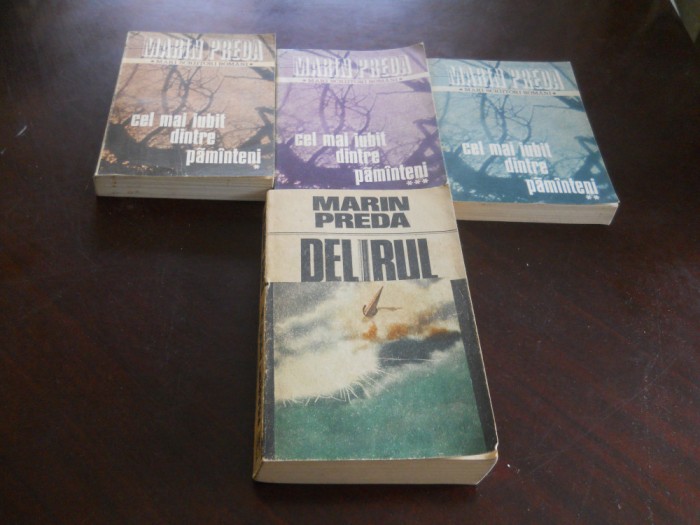 MARIN PREDA
cel mai iubit
dintre
pămînteni
*
MARIN PREDA
cel mai iubit
dintre
pămînteni
***
MARIN PREDA
cel mai iubit
dintre
pămînteni
**
MARIN
PREDA
DELIRUL